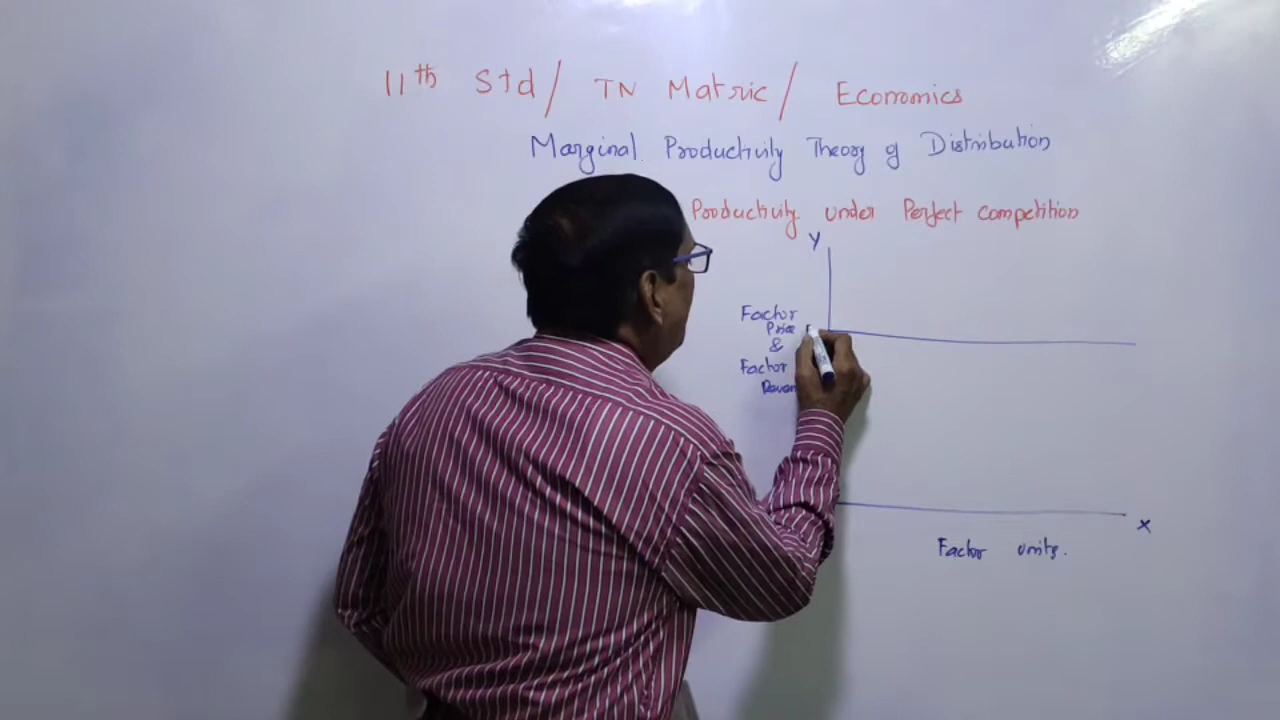 11th Std / TN Matric / Economics
Marginal Productivity Theory of Distribution
Productivity under Perfect competition
Y
Factor
Price
&
Factor
X
Factor units.